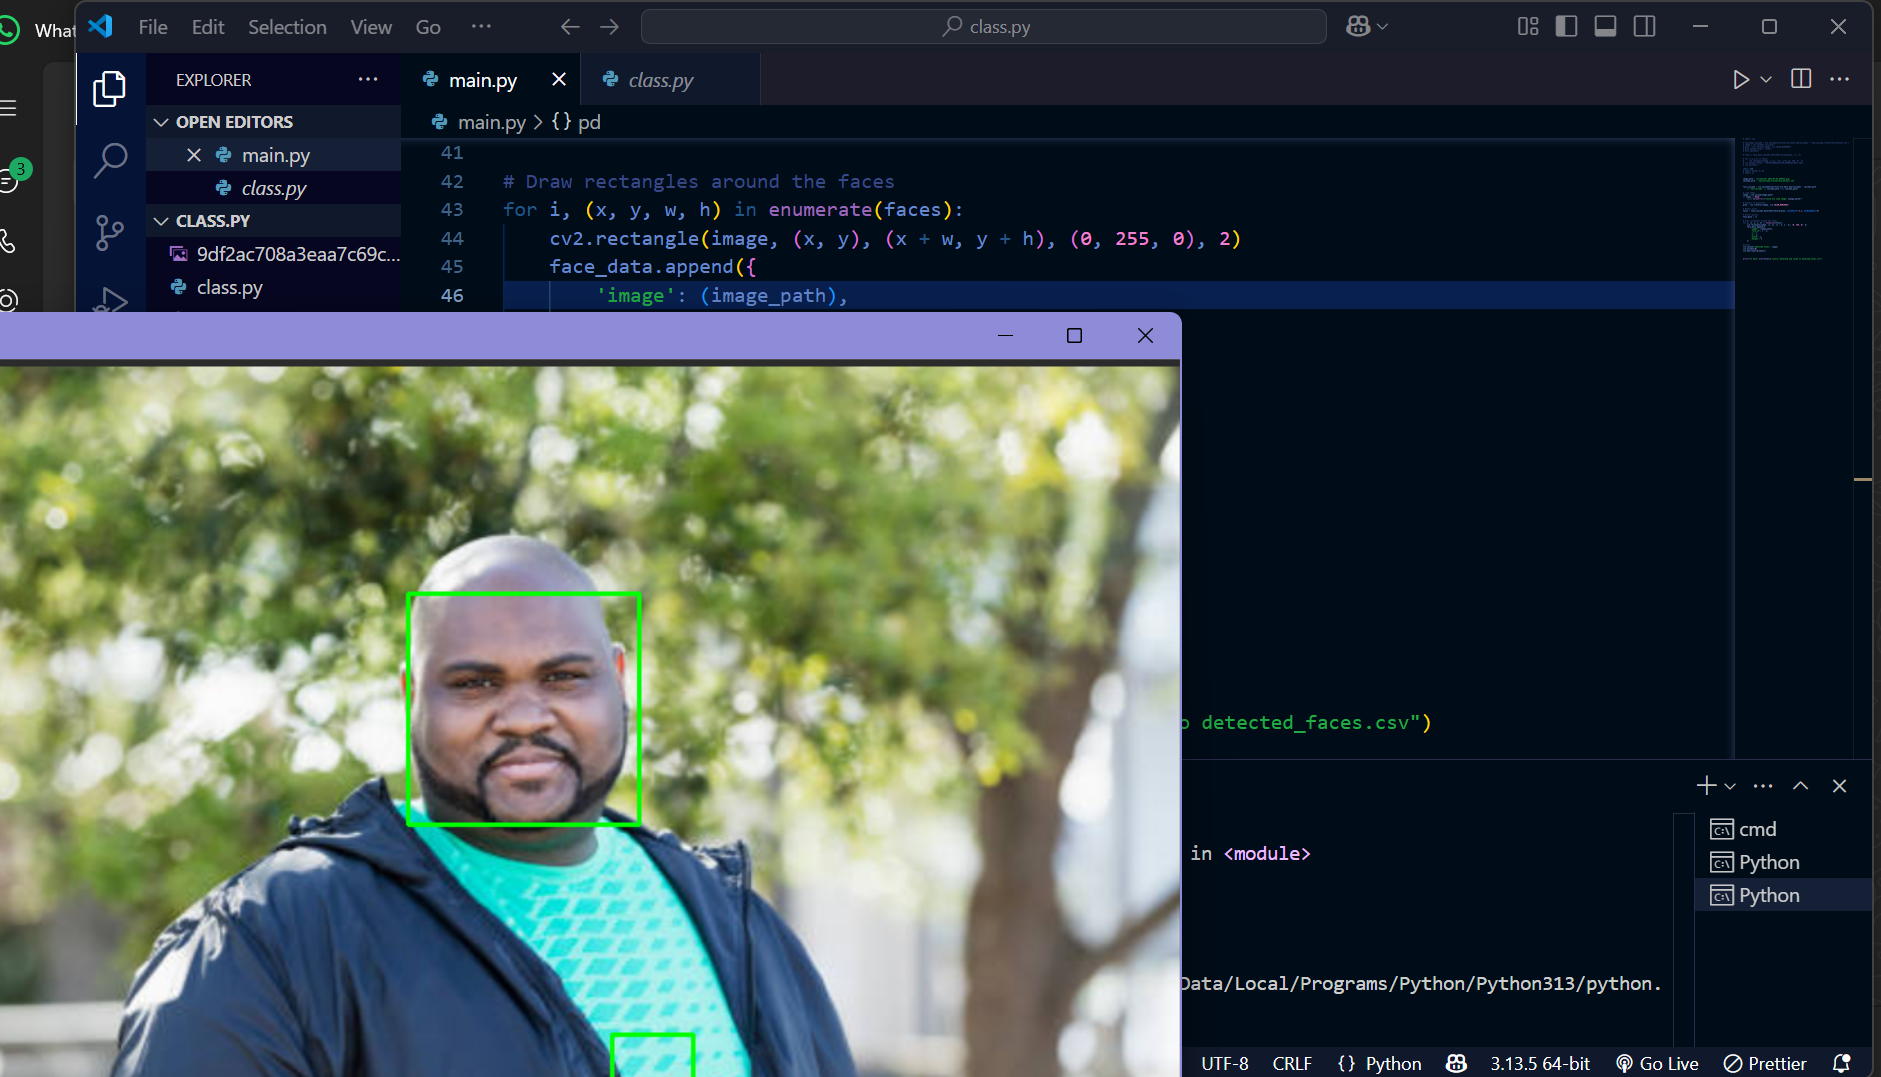 What
File Edit Selection View Go ···
class.py
EXPLORER ···
main.py
class.py
main.py > {} pd
OPEN EDITORS
main.py
class.py
CLASS.PY
9df2ac708a3eaa7c69c...
class.py
3
41
42 # Draw rectangles around the faces
43 for i, (x, y, w, h) in enumerate(faces):
44 cv2.rectangle(image, (x, y), (x + w, y + h), (0, 255, 0), 2)
45 face_data.append({
46 'image': (image_path),
detected_faces.csv")
cmd
Python
Python
in <module>
Data/Local/Programs/Python/Python313/python.
UTF-8 CRLF {} Python 3.13.5 64-bit Go Live Prettier